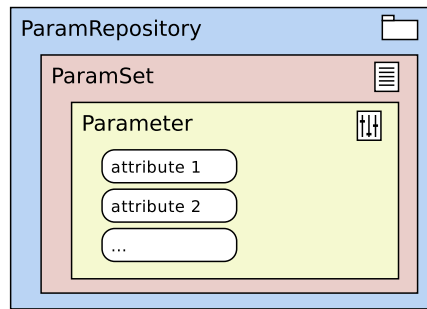 ParamRepository
ParamSet
Parameter
attribute 1
attribute 2
...